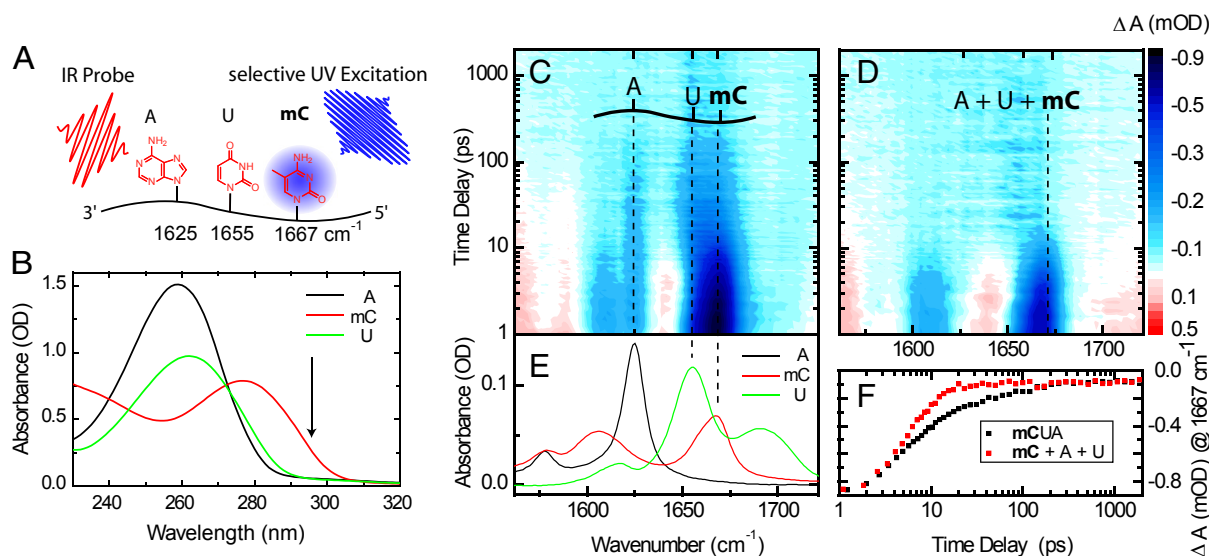 A
IR Probe
selective UV Excitation
A
U
mC
NH₂
N
N
N
N
O
NH
N
O
NH₂
N
N
O
3'
5'
1625
1655
1667 cm⁻¹
B
Absorbance (OD)
1.5
1.0
0.5
0.0
A
mC
U
240
260
280
300
320
Wavelength (nm)
C
A
U
mC
Time Delay (ps)
1000
100
10
1
D
A + U + mC
1600
1650
1700
Δ A (mOD)
-0.9
-0.5
-0.3
-0.1
0.1
0.5
E
Absorbance (OD)
0.1
0.0
A
mC
U
1600
1650
1700
Wavenumber (cm⁻¹)
F
mCUA
mC + A + U
0.0
-0.4
-0.8
Δ A (mOD) @ 1667 cm⁻¹
1
10
100
1000
Time Delay (ps)